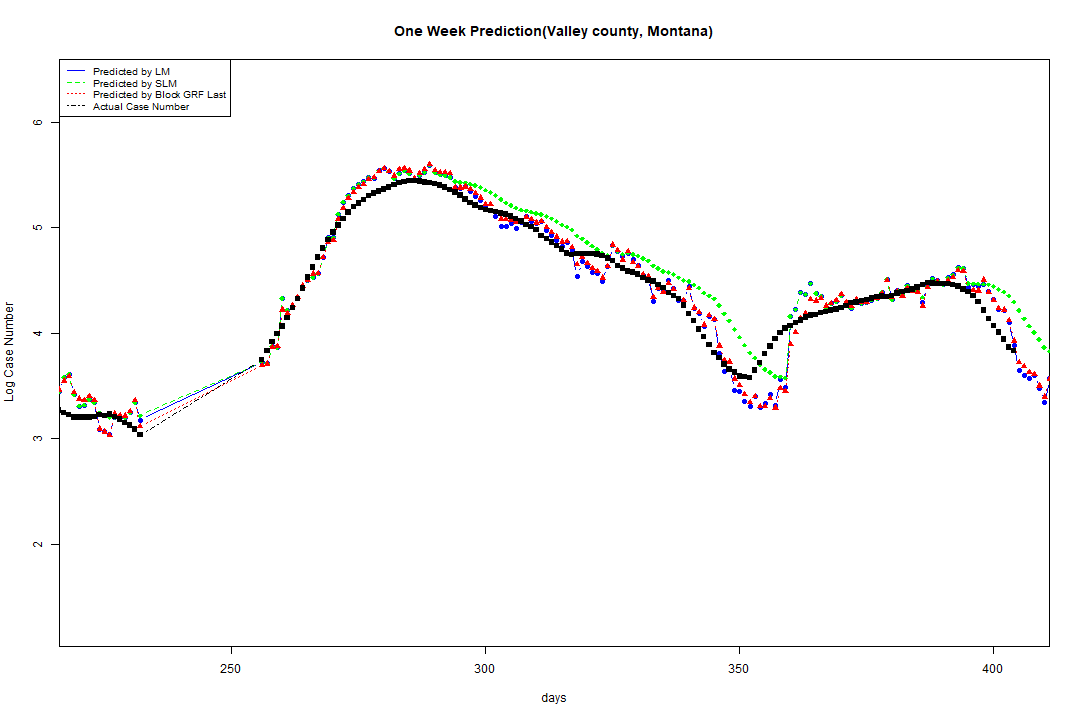 One Week Prediction(Valley county, Montana)
Predicted by LM
Predicted by SLM
Predicted by Block GRF Last
Actual Case Number
Log Case Number
6
5
4
3
2
250 300 350 400
days